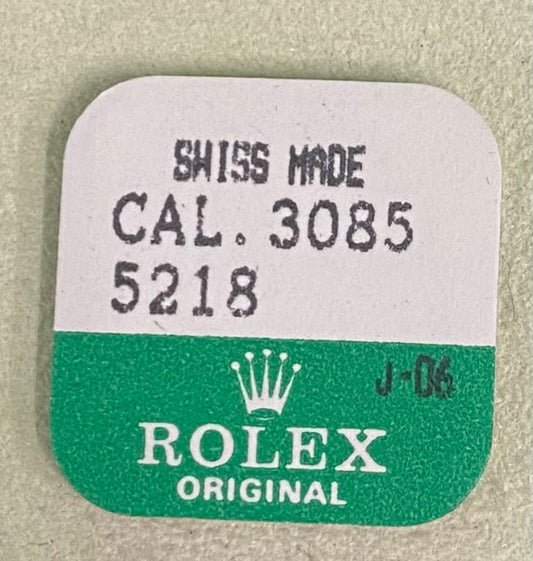 SWISS MADE
CAL. 3085
5218
J-06
ROLEX
ORIGINAL